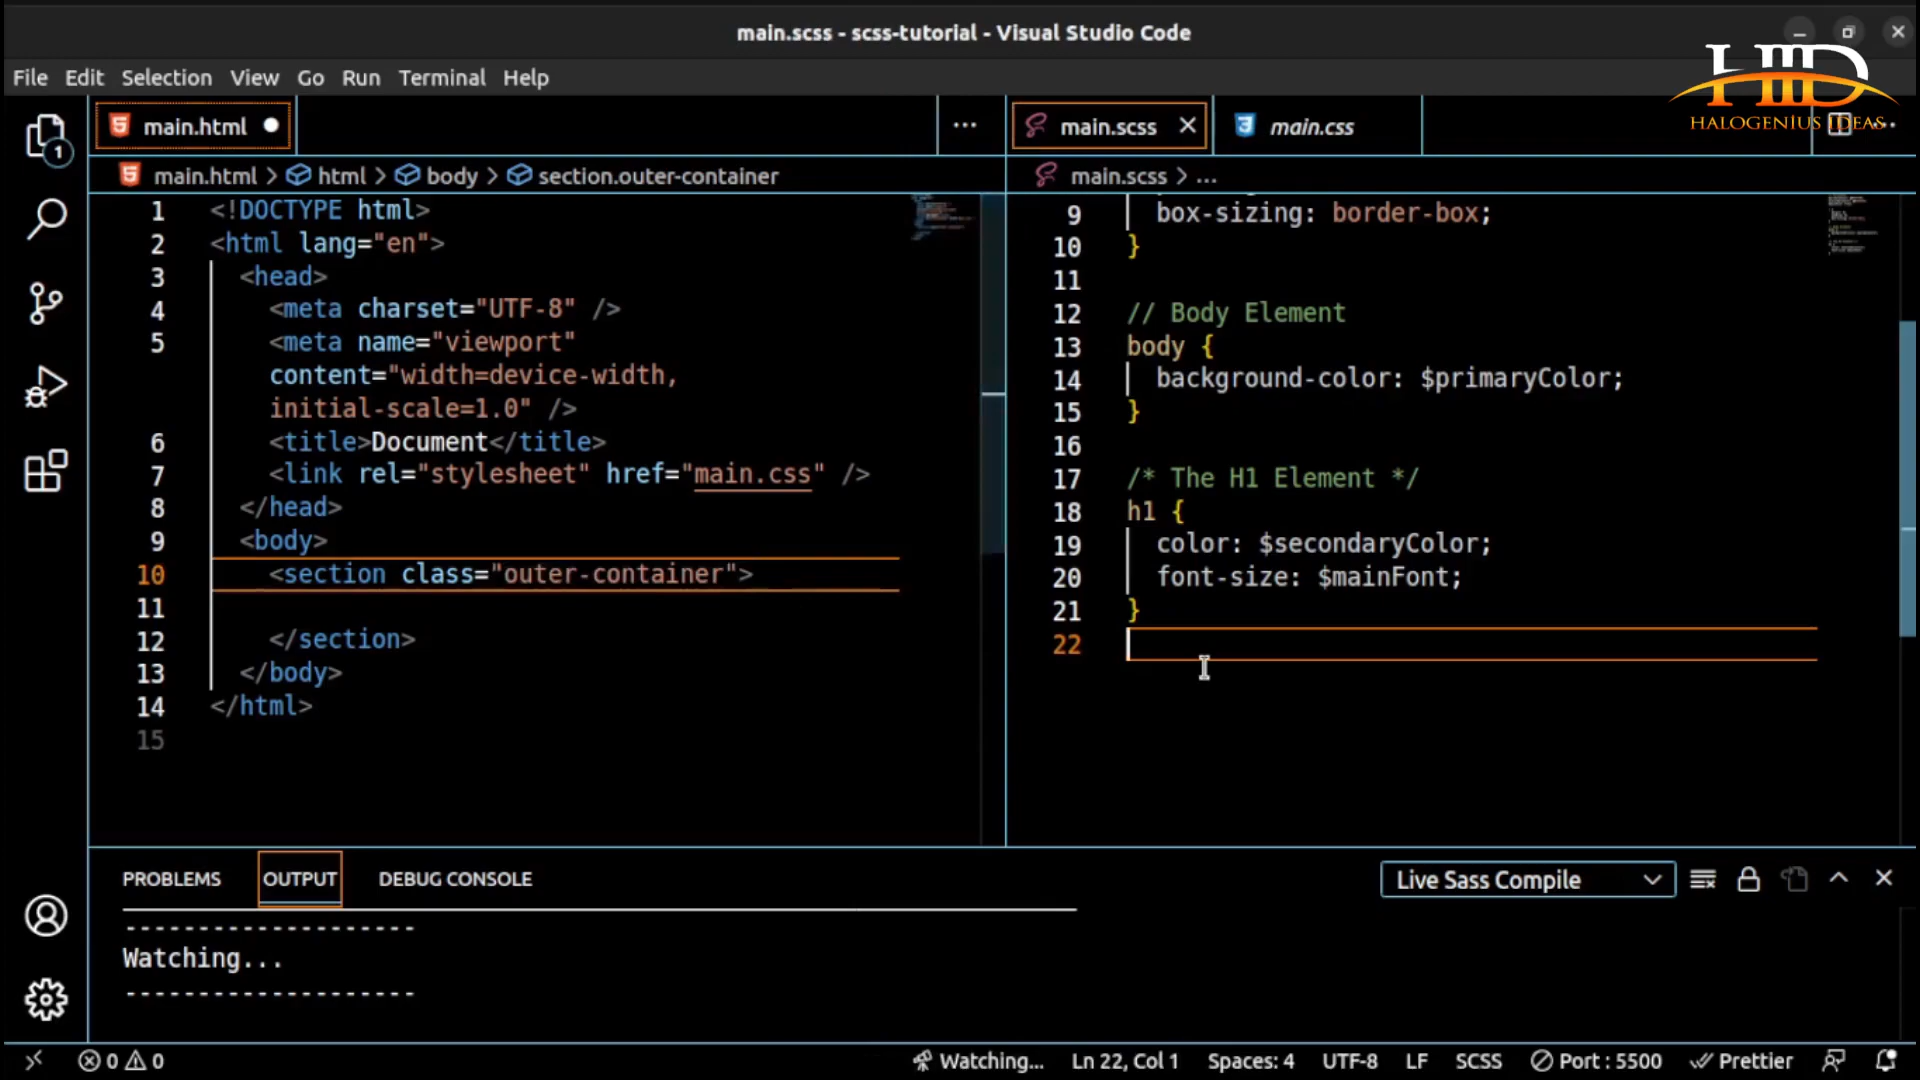 main.scss - scss-tutorial - Visual Studio Code
File Edit Selection View Go Run Terminal Help
HID
HALOGENIUS IDEAS
1
main.html
main.html > html > body > section.outer-container
1 <!DOCTYPE html>
2 <html lang="en">
3 <head>
4 <meta charset="UTF-8" />
5 <meta name="viewport"
content="width=device-width,
initial-scale=1.0" />
6 <title>Document</title>
7 <link rel="stylesheet" href="main.css" />
8 </head>
9 <body>
10 <section class="outer-container">
11
12 </section>
13 </body>
14 </html>
15
main.scss main.css
main.scss > ...
9 box-sizing: border-box;
10 }
11
12 // Body Element
13 body {
14 background-color: $primaryColor;
15 }
16
17 /* The H1 Element */
18 h1 {
19 color: $secondaryColor;
20 font-size: $mainFont;
21 }
22
PROBLEMS OUTPUT DEBUG CONSOLE Live Sass Compile
--------------------
Watching...
--------------------
0 0 Watching... Ln 22, Col 1 Spaces: 4 UTF-8 LF SCSS Port : 5500 Prettier